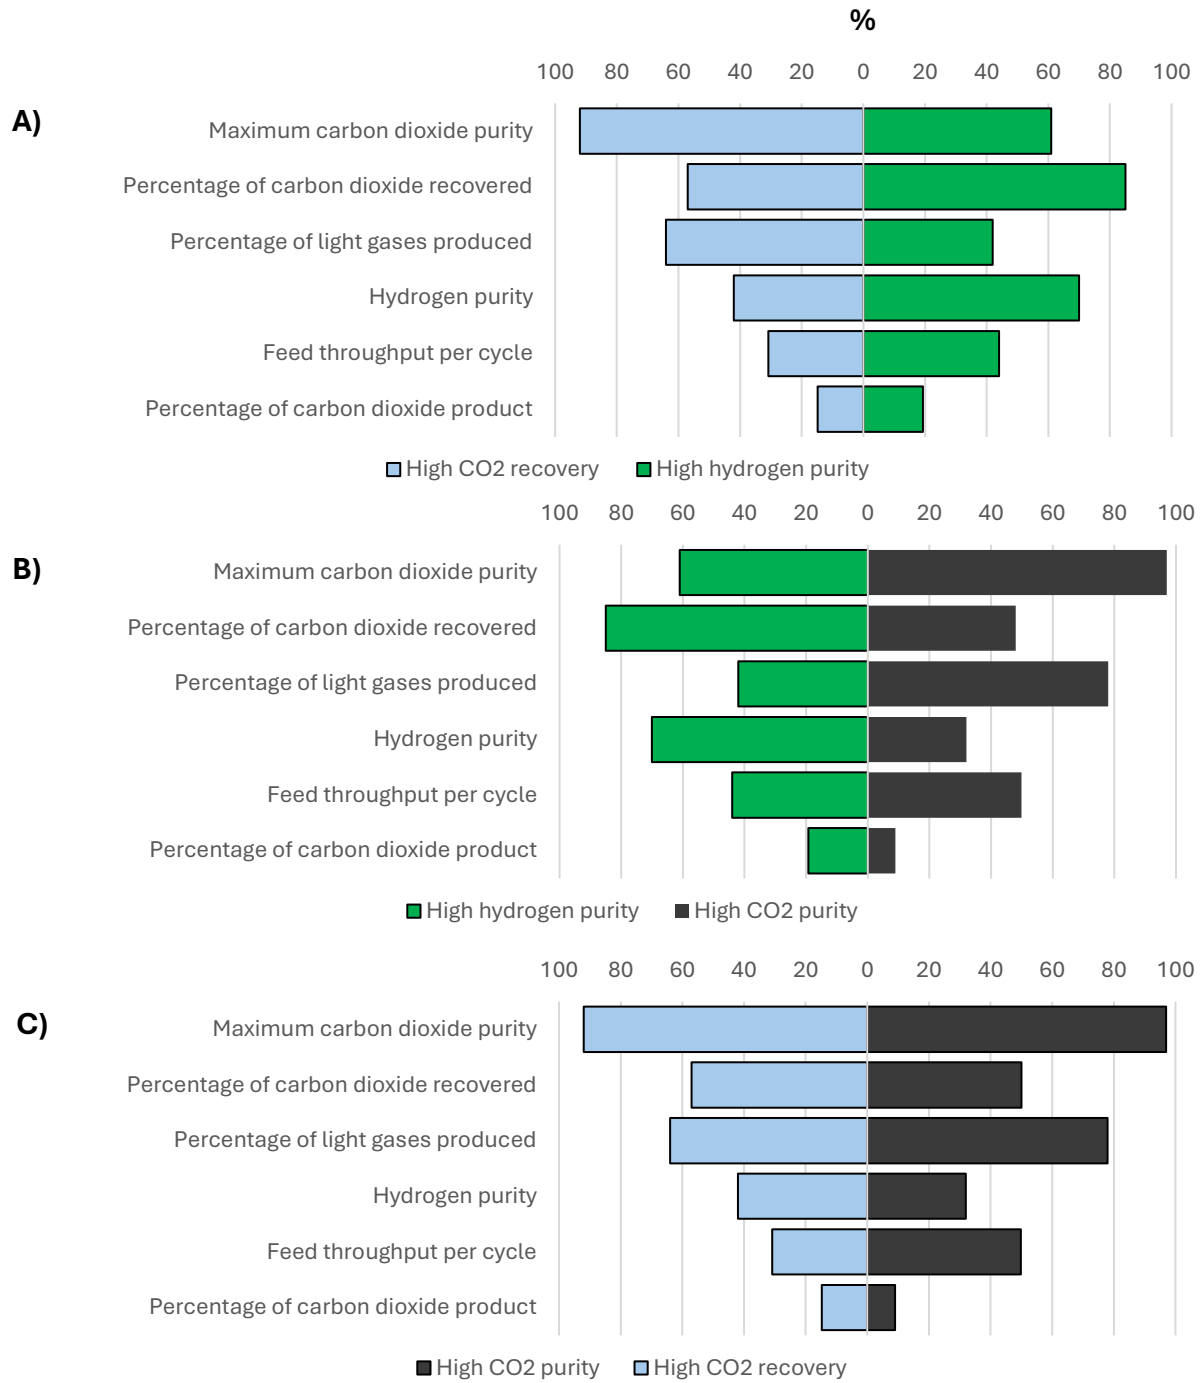 %
100 80 60 40 20 0 20 40 60 80 100
A)
Maximum carbon dioxide purity
Percentage of carbon dioxide recovered
Percentage of light gases produced
Hydrogen purity
Feed throughput per cycle
Percentage of carbon dioxide product
High CO2 recovery High hydrogen purity
100 80 60 40 20 0 20 40 60 80 100
B)
Maximum carbon dioxide purity
Percentage of carbon dioxide recovered
Percentage of light gases produced
Hydrogen purity
Feed throughput per cycle
Percentage of carbon dioxide product
High hydrogen purity High CO2 purity
100 80 60 40 20 0 20 40 60 80 100
C)
Maximum carbon dioxide purity
Percentage of carbon dioxide recovered
Percentage of light gases produced
Hydrogen purity
Feed throughput per cycle
Percentage of carbon dioxide product
High CO2 purity High CO2 recovery